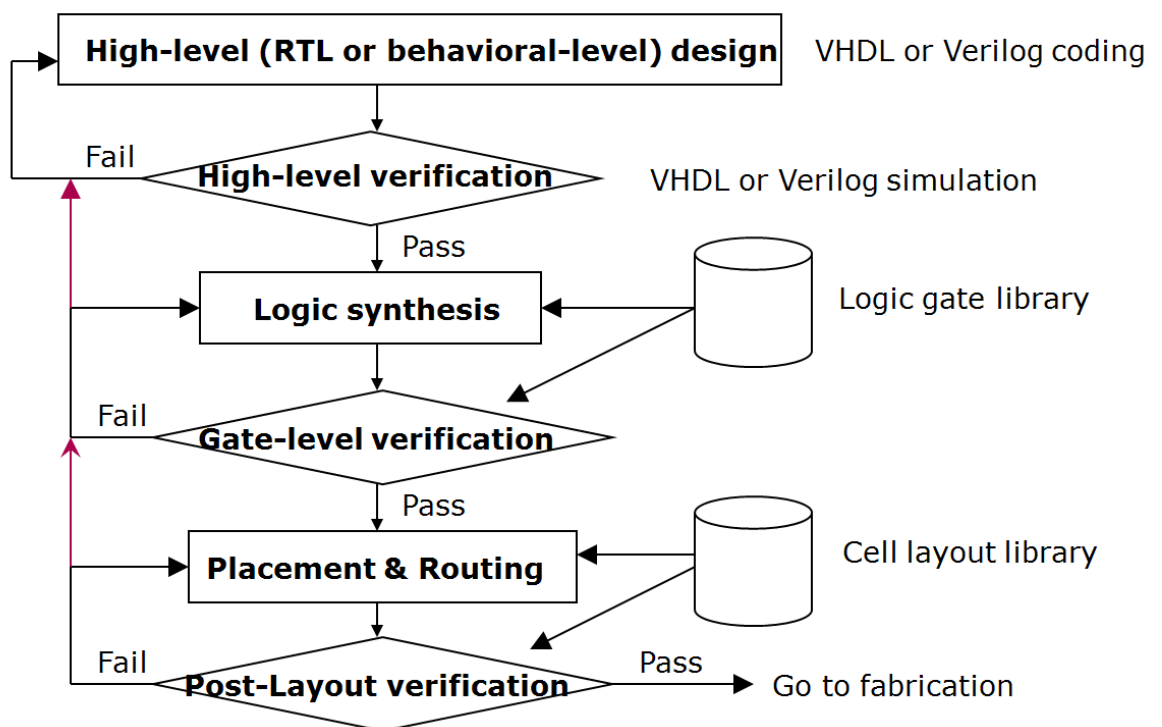 High-level (RTL or behavioral-level) design
VHDL or Verilog coding
Fail
High-level verification
VHDL or Verilog simulation
Pass
Logic synthesis
Logic gate library
Fail
Gate-level verification
Pass
Placement & Routing
Cell layout library
Fail
Post-Layout verification
Pass
Go to fabrication